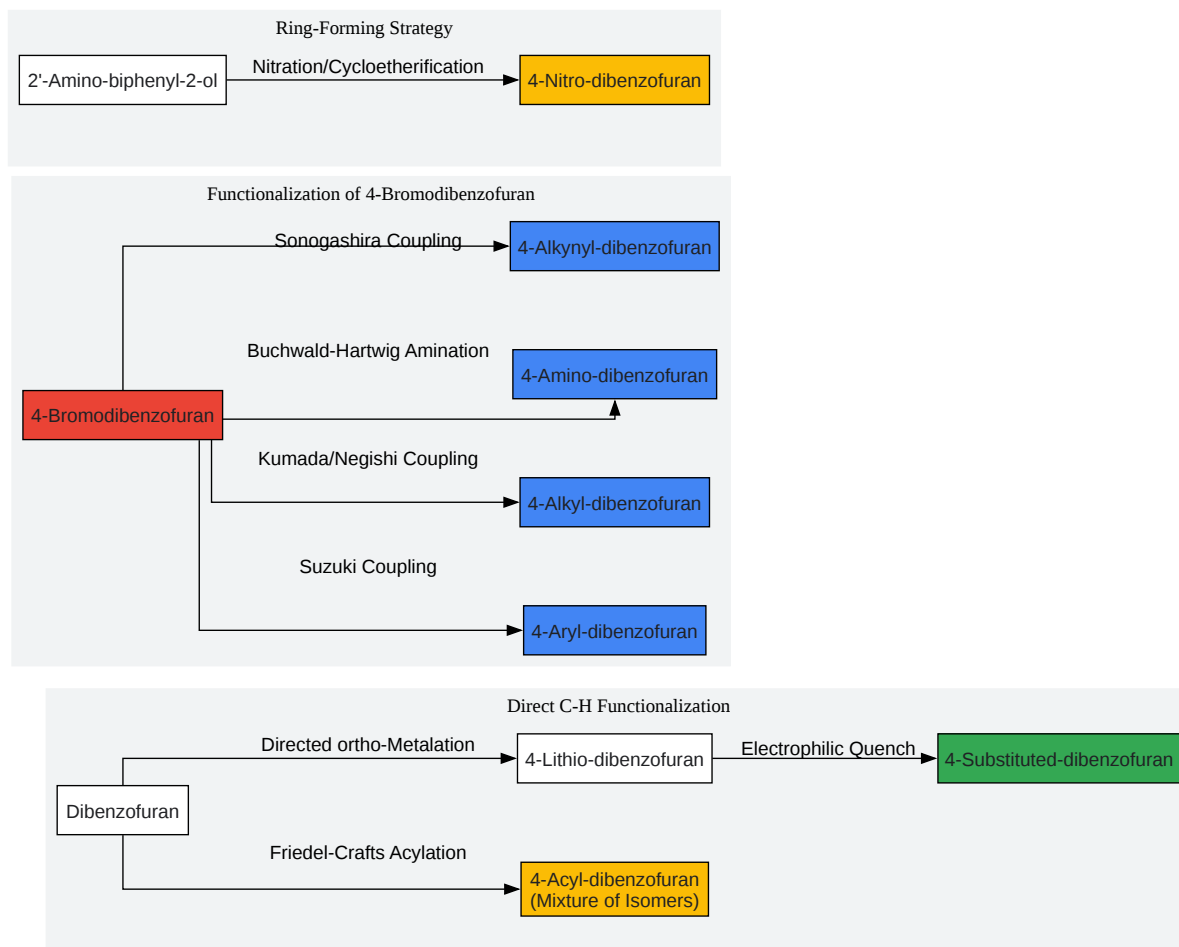 Ring-Forming Strategy
2'-Amino-biphenyl-2-ol
Nitration/Cycloetherification
4-Nitro-dibenzofuran
Functionalization of 4-Bromodibenzofuran
Sonogashira Coupling
4-Alkynyl-dibenzofuran
Buchwald-Hartwig Amination
4-Amino-dibenzofuran
4-Bromodibenzofuran
Kumada/Negishi Coupling
4-Alkyl-dibenzofuran
Suzuki Coupling
4-Aryl-dibenzofuran
Direct C-H Functionalization
Directed ortho-Metalation
4-Lithio-dibenzofuran
Electrophilic Quench
4-Substituted-dibenzofuran
Dibenzofuran
Friedel-Crafts Acylation
4-Acyl-dibenzofuran
(Mixture of Isomers)